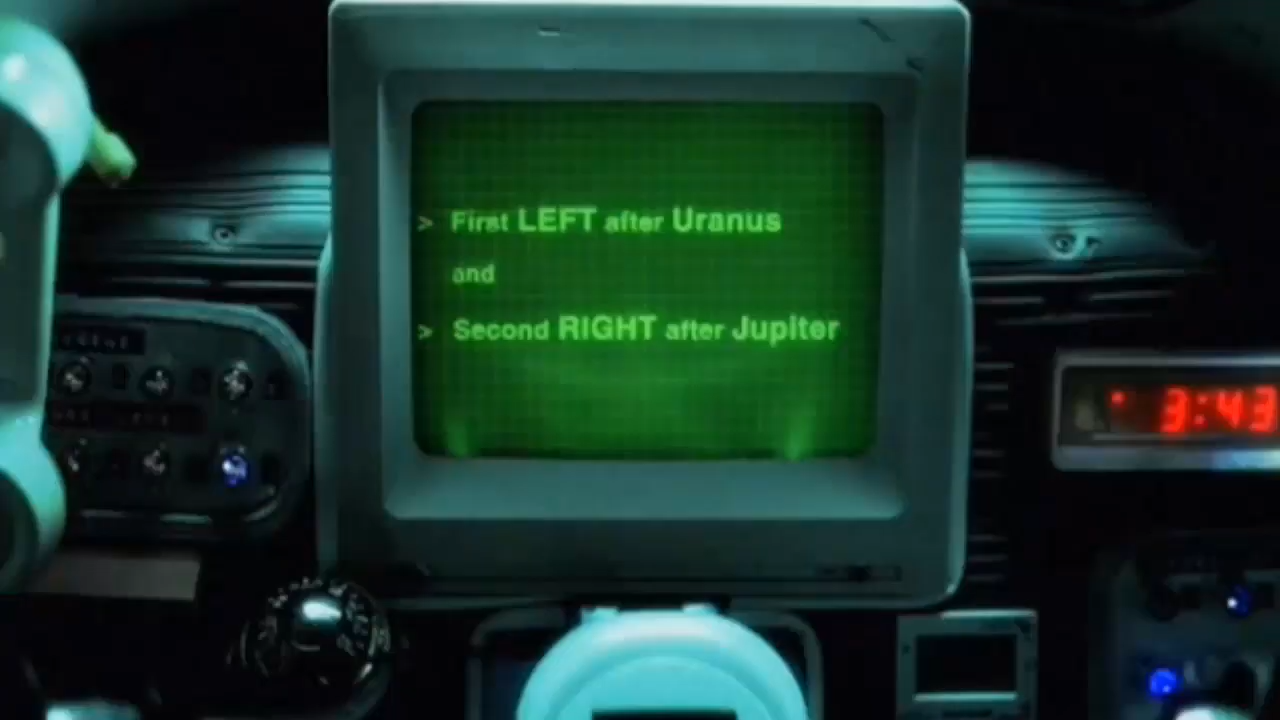 > First LEFT after Uranus
and
> Second RIGHT after Jupiter
3:43